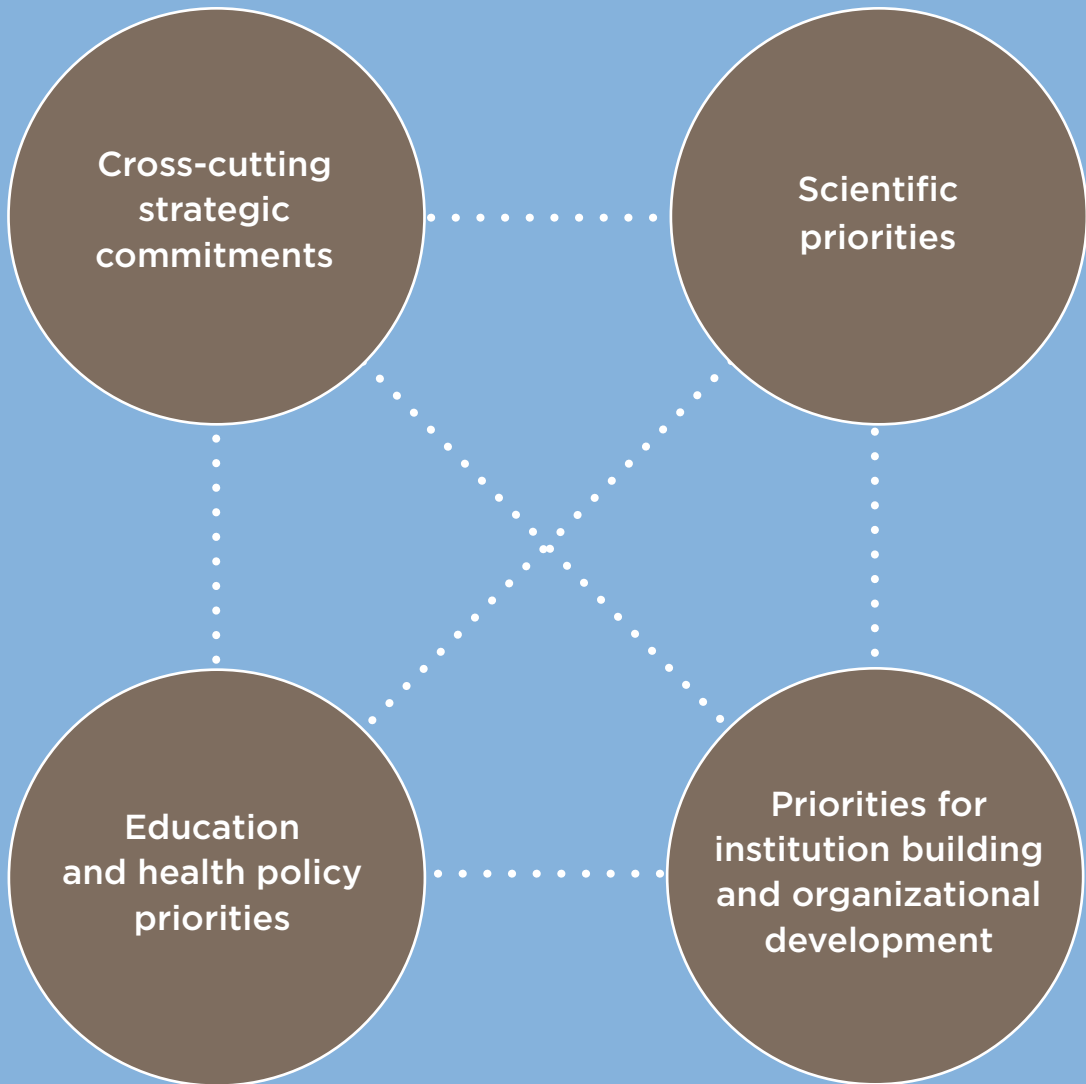 Cross-cutting
strategic
commitments
Scientific
priorities
Education
and health policy
priorities
Priorities for
institution building
and organizational
development